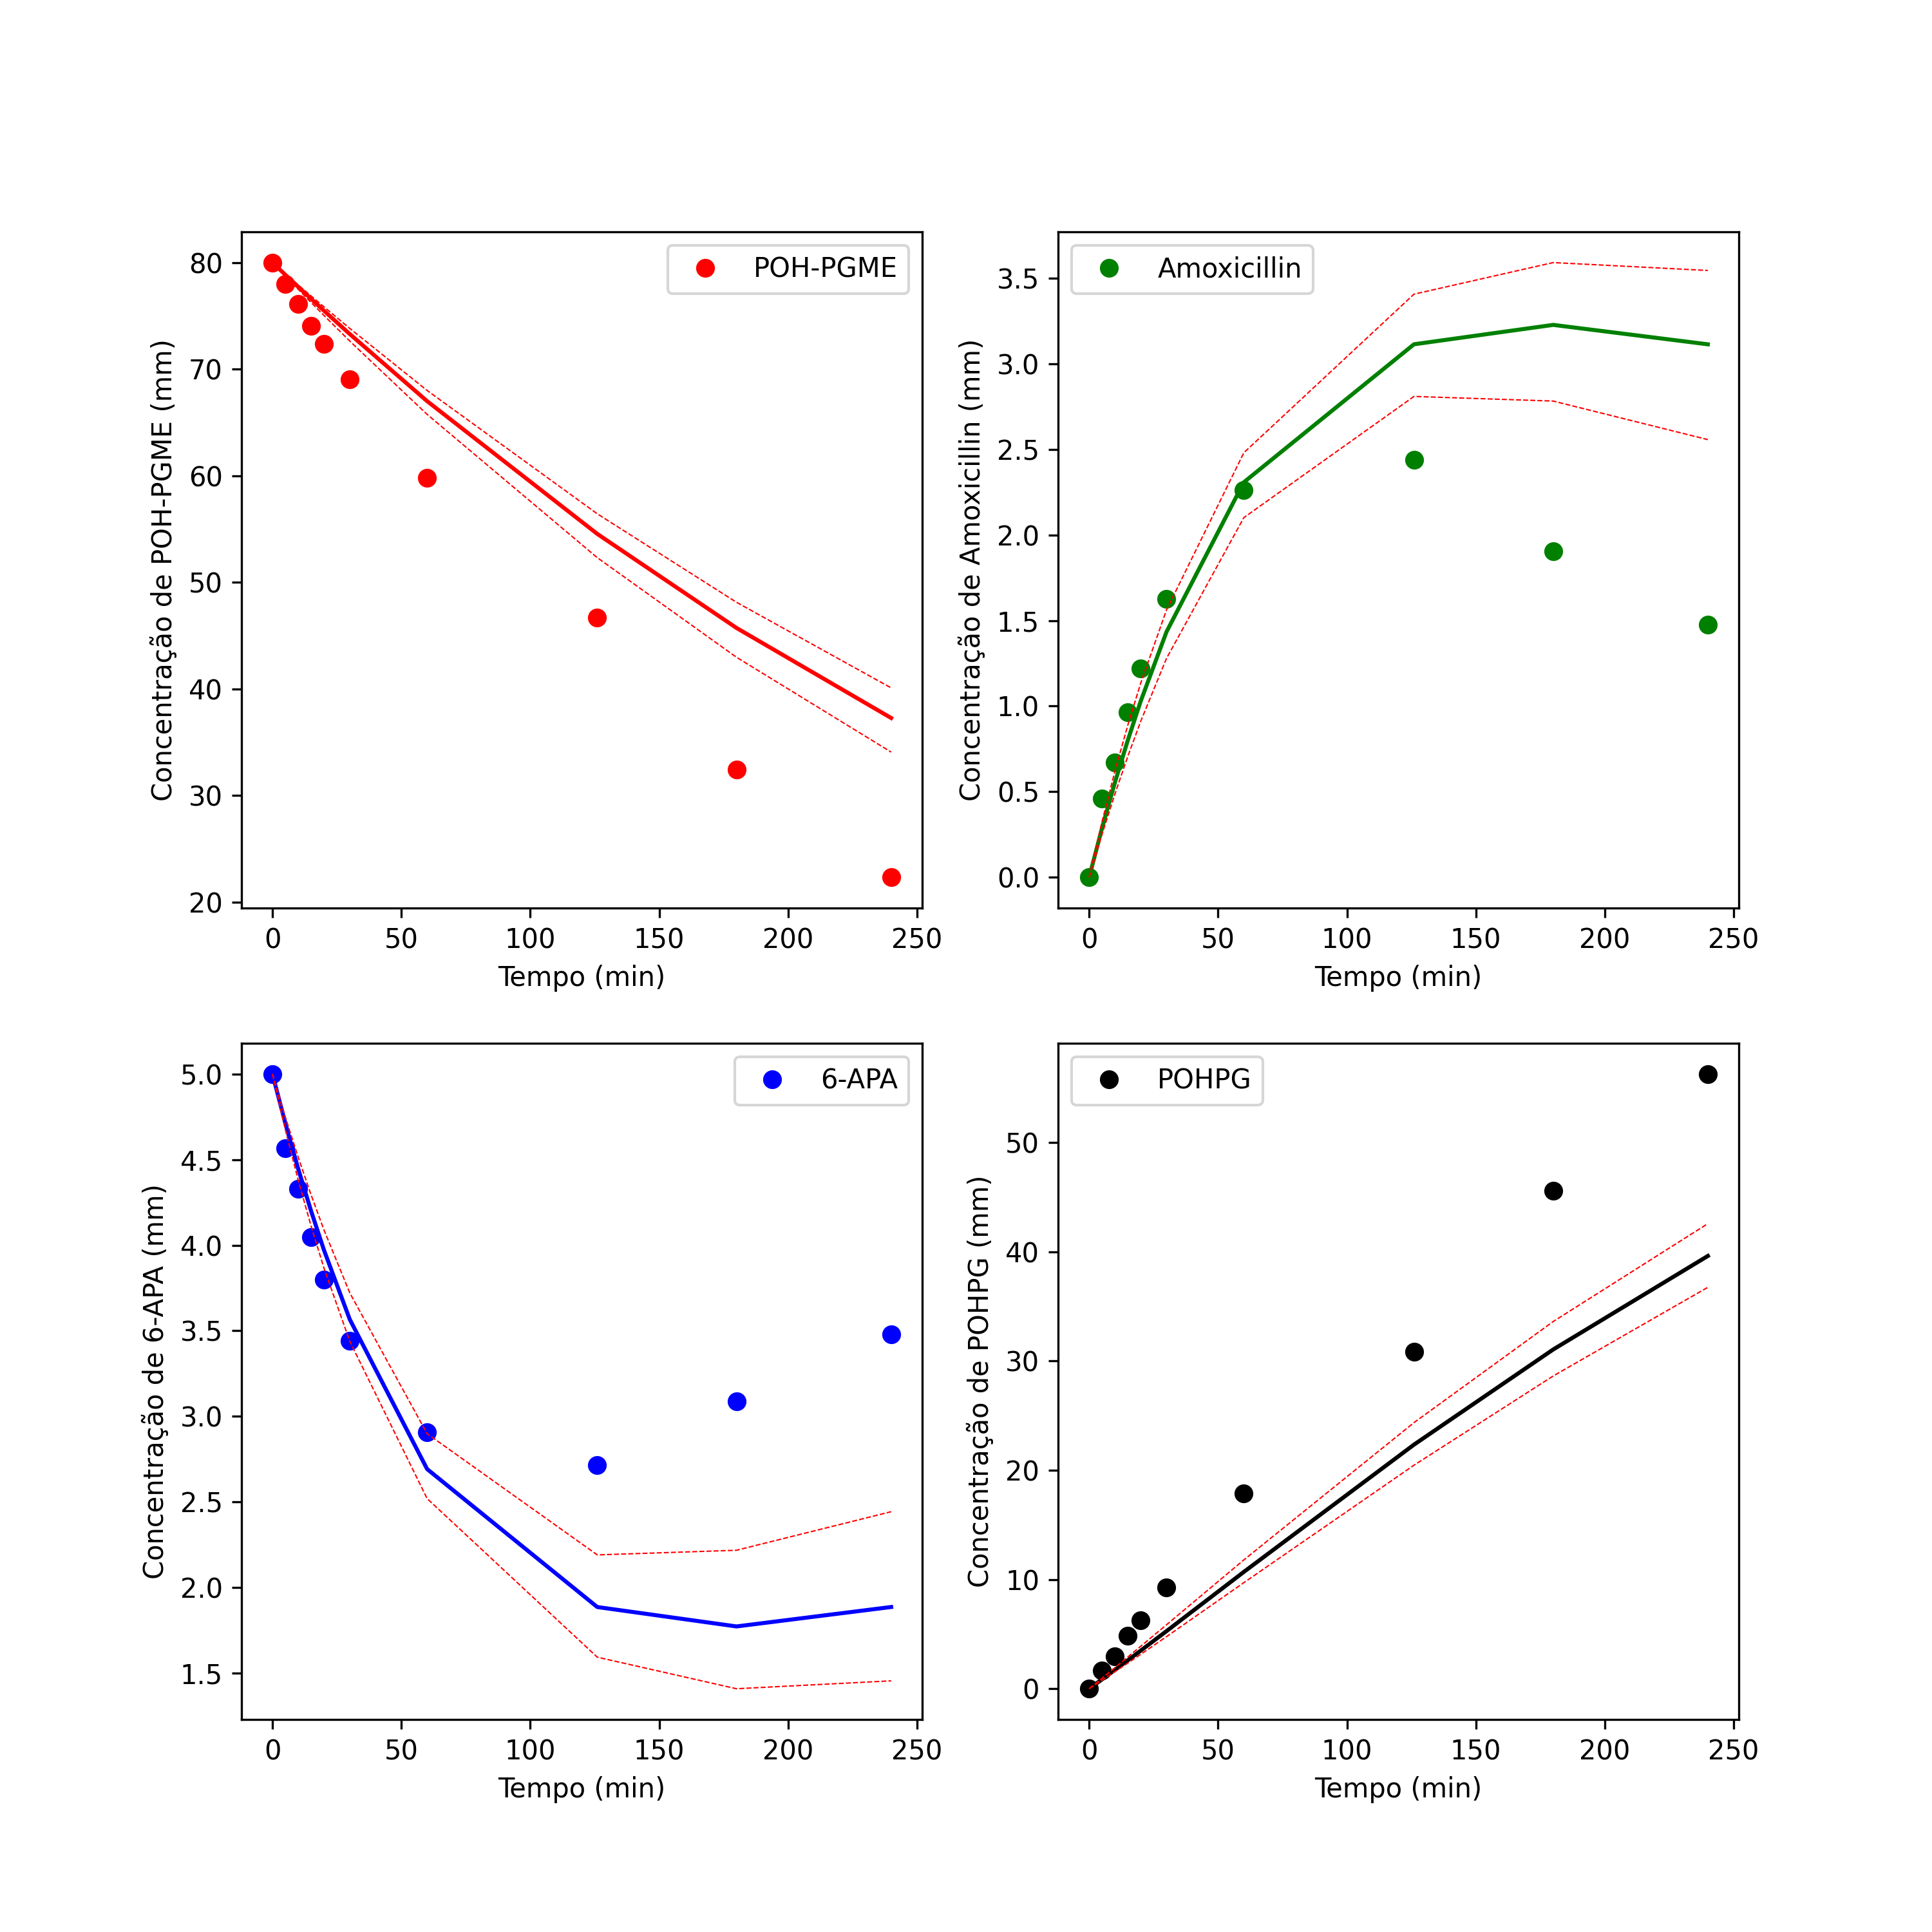 POH-PGME
Concentração de POH-PGME (mm)
80
70
60
50
40
30
20
0 50 100 150 200 250
Tempo (min)
Amoxicillin
Concentração de Amoxicillin (mm)
3.5
3.0
2.5
2.0
1.5
1.0
0.5
0.0
0 50 100 150 200 250
Tempo (min)
6-APA
Concentração de 6-APA (mm)
5.0
4.5
4.0
3.5
3.0
2.5
2.0
1.5
0 50 100 150 200 250
Tempo (min)
POHPG
Concentração de POHPG (mm)
50
40
30
20
10
0
0 50 100 150 200 250
Tempo (min)